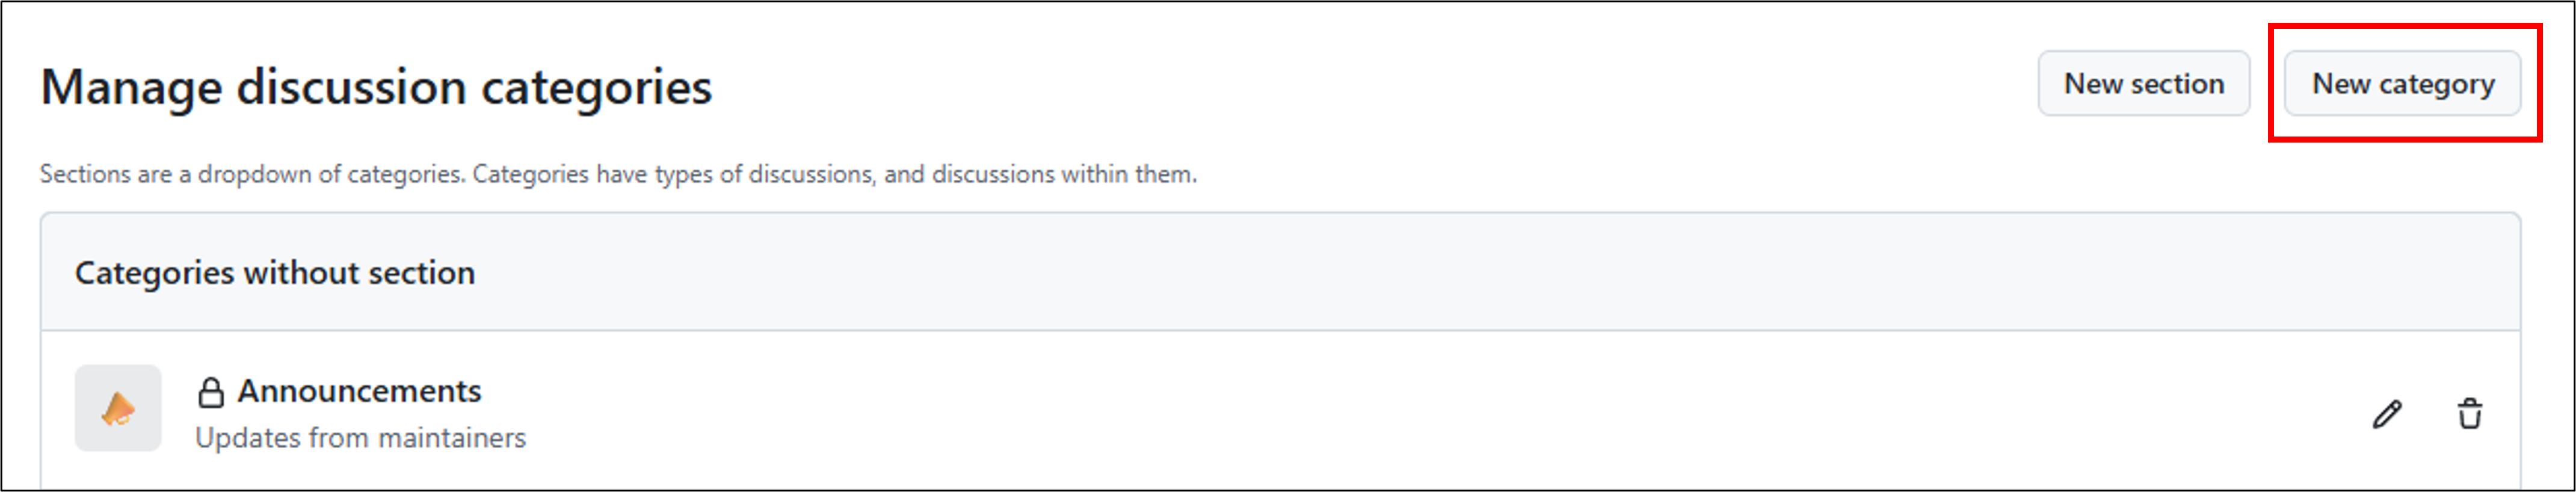 Manage discussion categories
New section
New category
Sections are a dropdown of categories. Categories have types of discussions, and discussions within them.
Categories without section
Announcements
Updates from maintainers